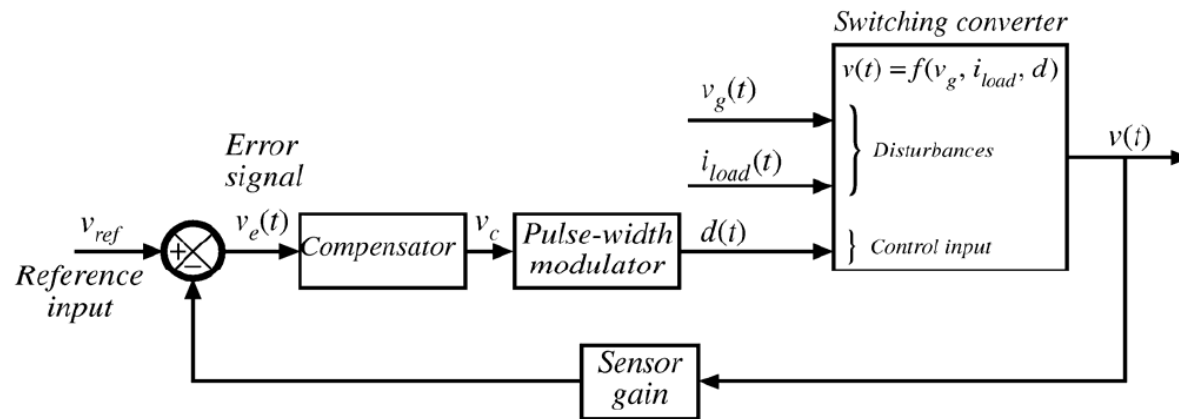 Switching converter
v(t) = f(v_g, i_load, d)
v_g(t)
} Disturbances
i_load(t)
v(t)
Error
signal
v_ref
v_e(t)
Compensator
v_c
Pulse-width
modulator
d(t)
} Control input
+
−
Reference
input
Sensor
gain